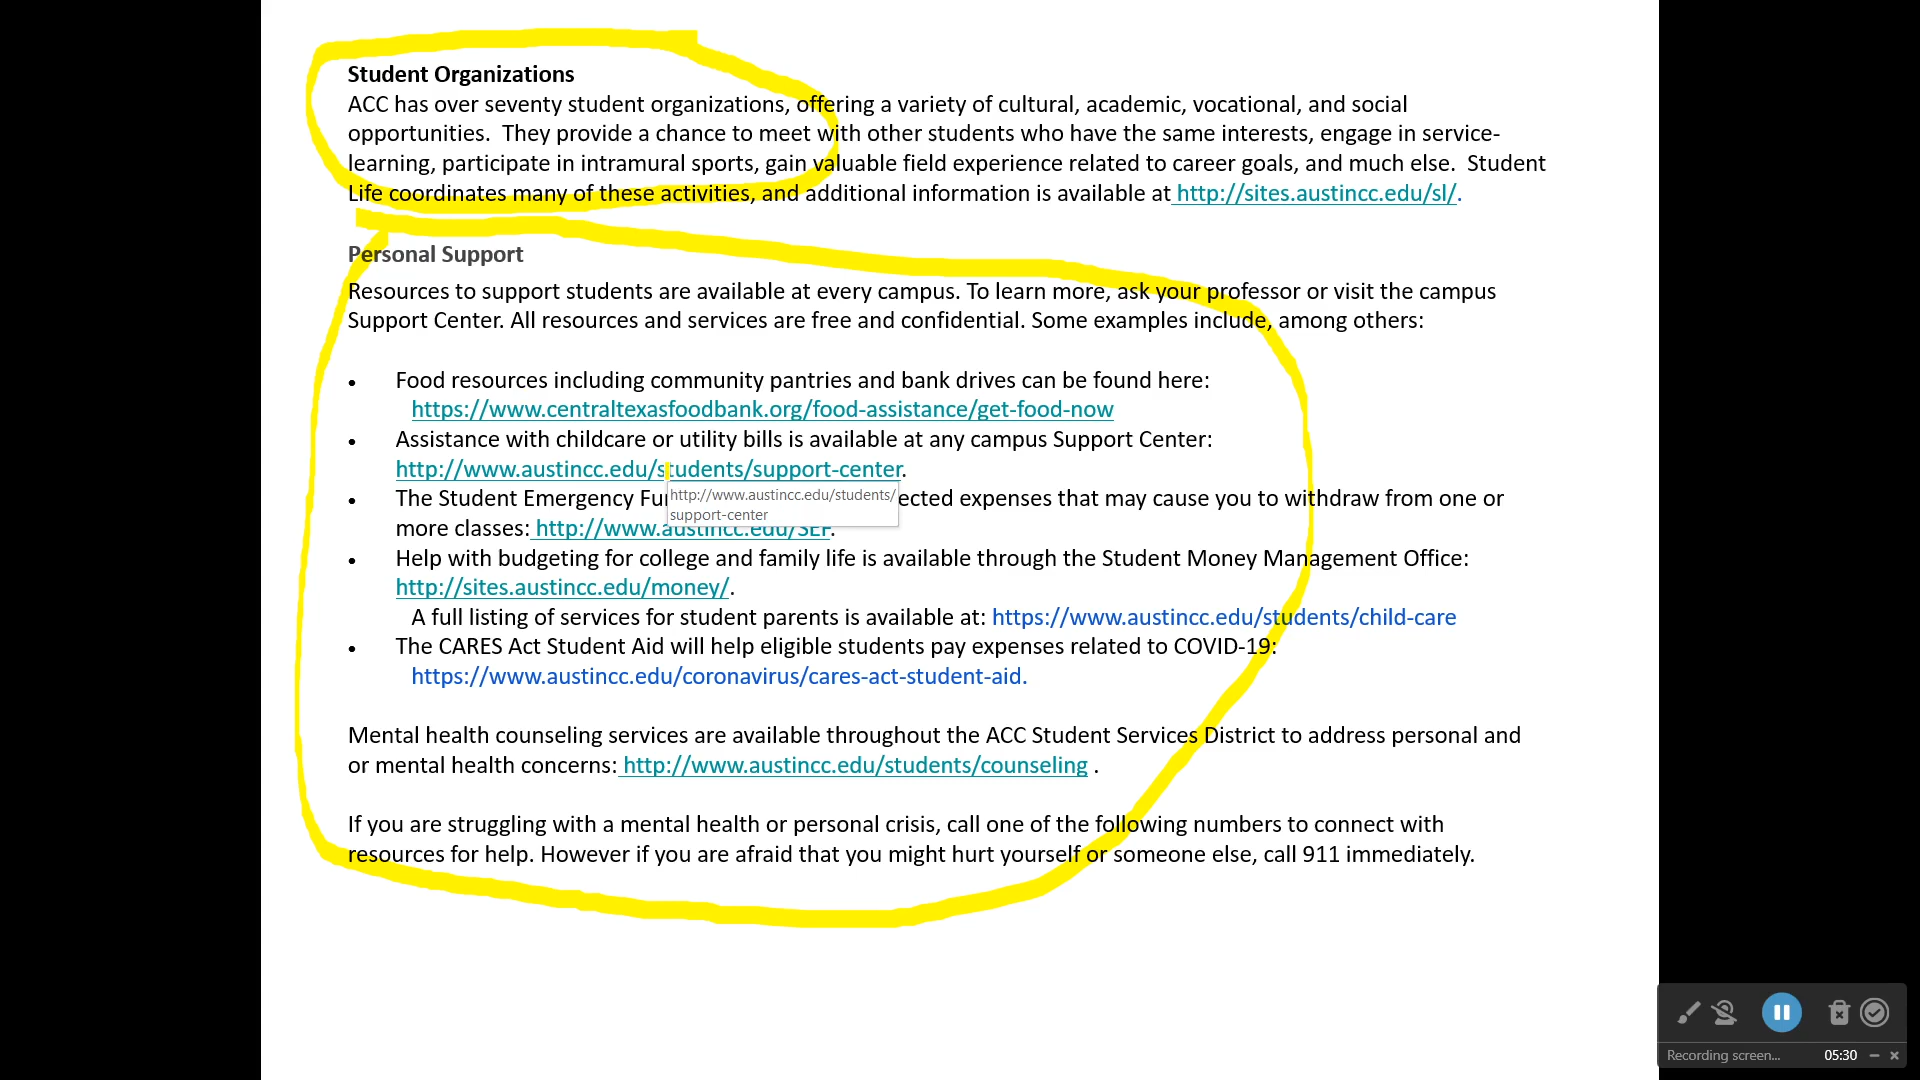 Student Organizations
ACC has over seventy student organizations, offering a variety of cultural, academic, vocational, and social
opportunities.  They provide a chance to meet with other students who have the same interests, engage in service-
learning, participate in intramural sports, gain valuable field experience related to career goals, and much else.  Student
Life coordinates many of these activities, and additional information is available at http://sites.austincc.edu/sl/.
Personal Support
Resources to support students are available at every campus. To learn more, ask your professor or visit the campus
Support Center. All resources and services are free and confidential. Some examples include, among others:
• Food resources including community pantries and bank drives can be found here:
https://www.centraltexasfoodbank.org/food-assistance/get-food-now
• Assistance with childcare or utility bills is available at any campus Support Center:
http://www.austincc.edu/students/support-center.
http://www.austincc.edu/students/
support-center
• The Student Emergency ected expenses that may cause you to withdraw from one or
more classes: http://www.austincc.edu/SEF.
• Help with budgeting for college and family life is available through the Student Money Management Office:
http://sites.austincc.edu/money/.
A full listing of services for student parents is available at: https://www.austincc.edu/students/child-care
• The CARES Act Student Aid will help eligible students pay expenses related to COVID-19:
https://www.austincc.edu/coronavirus/cares-act-student-aid.
Mental health counseling services are available throughout the ACC Student Services District to address personal and
or mental health concerns: http://www.austincc.edu/students/counseling .
If you are struggling with a mental health or personal crisis, call one of the following numbers to connect with
resources for help. However if you are afraid that you might hurt yourself or someone else, call 911 immediately.
Recording screen... 05:30